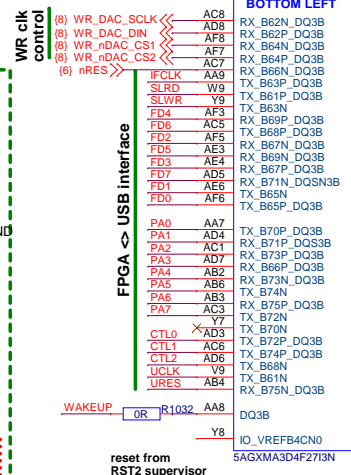 BOTTOM LEFT
WR clk
control
{8} WR_DAC_SCLK AC8 RX_B62N_DQ3B
{8} WR_DAC_DIN AD8 RX_B62P_DQ3B
{8} WR_nDAC_CS1 AF8 RX_B64N_DQ3B
{8} WR_nDAC_CS2 AF7 RX_B64P_DQ3B
{6} nRES AC7 RX_B66N_DQ3B
FPGA <> USB interface
IFCLK AA9 TX_B63P_DQ3B
SLRD W9 TX_B61P_DQ3B
SLWR Y9 TX_B63N
FD4 AF3 RX_B69P_DQ3B
FD6 AC5 TX_B68P_DQ3B
FD2 AF5 RX_B67N_DQ3B
FD5 AE3 RX_B69N_DQ3B
FD3 AE4 RX_B67P_DQ3B
FD7 AD5 RX_B71N_DQSN3B
FD1 AE6 TX_B65N
FD0 AF6 TX_B65P_DQ3B
PA0 AA7 TX_B70P_DQ3B
PA1 AD4 RX_B71P_DQS3B
PA2 AC1 RX_B73P_DQ3B
PA3 AD7 RX_B66P_DQ3B
PA4 AB2 RX_B73N_DQ3B
PA5 AB6 TX_B74N
PA6 AB3 RX_B75P_DQ3B
PA7 AC3 TX_B72N
Y7 TX_B70N
CTL0 AD3 TX_B72P_DQ3B
CTL1 AC6 TX_B74P_DQ3B
CTL2 AD6 TX_B68N
UCLK V9 TX_B61N
URES AB4 RX_B75N_DQ3B
WAKEUP 0R R1032 AA8 DQ3B
Y8 IO_VREFB4CN0
reset from
RST2 supervisor
5AGXMA3D4F27I3N